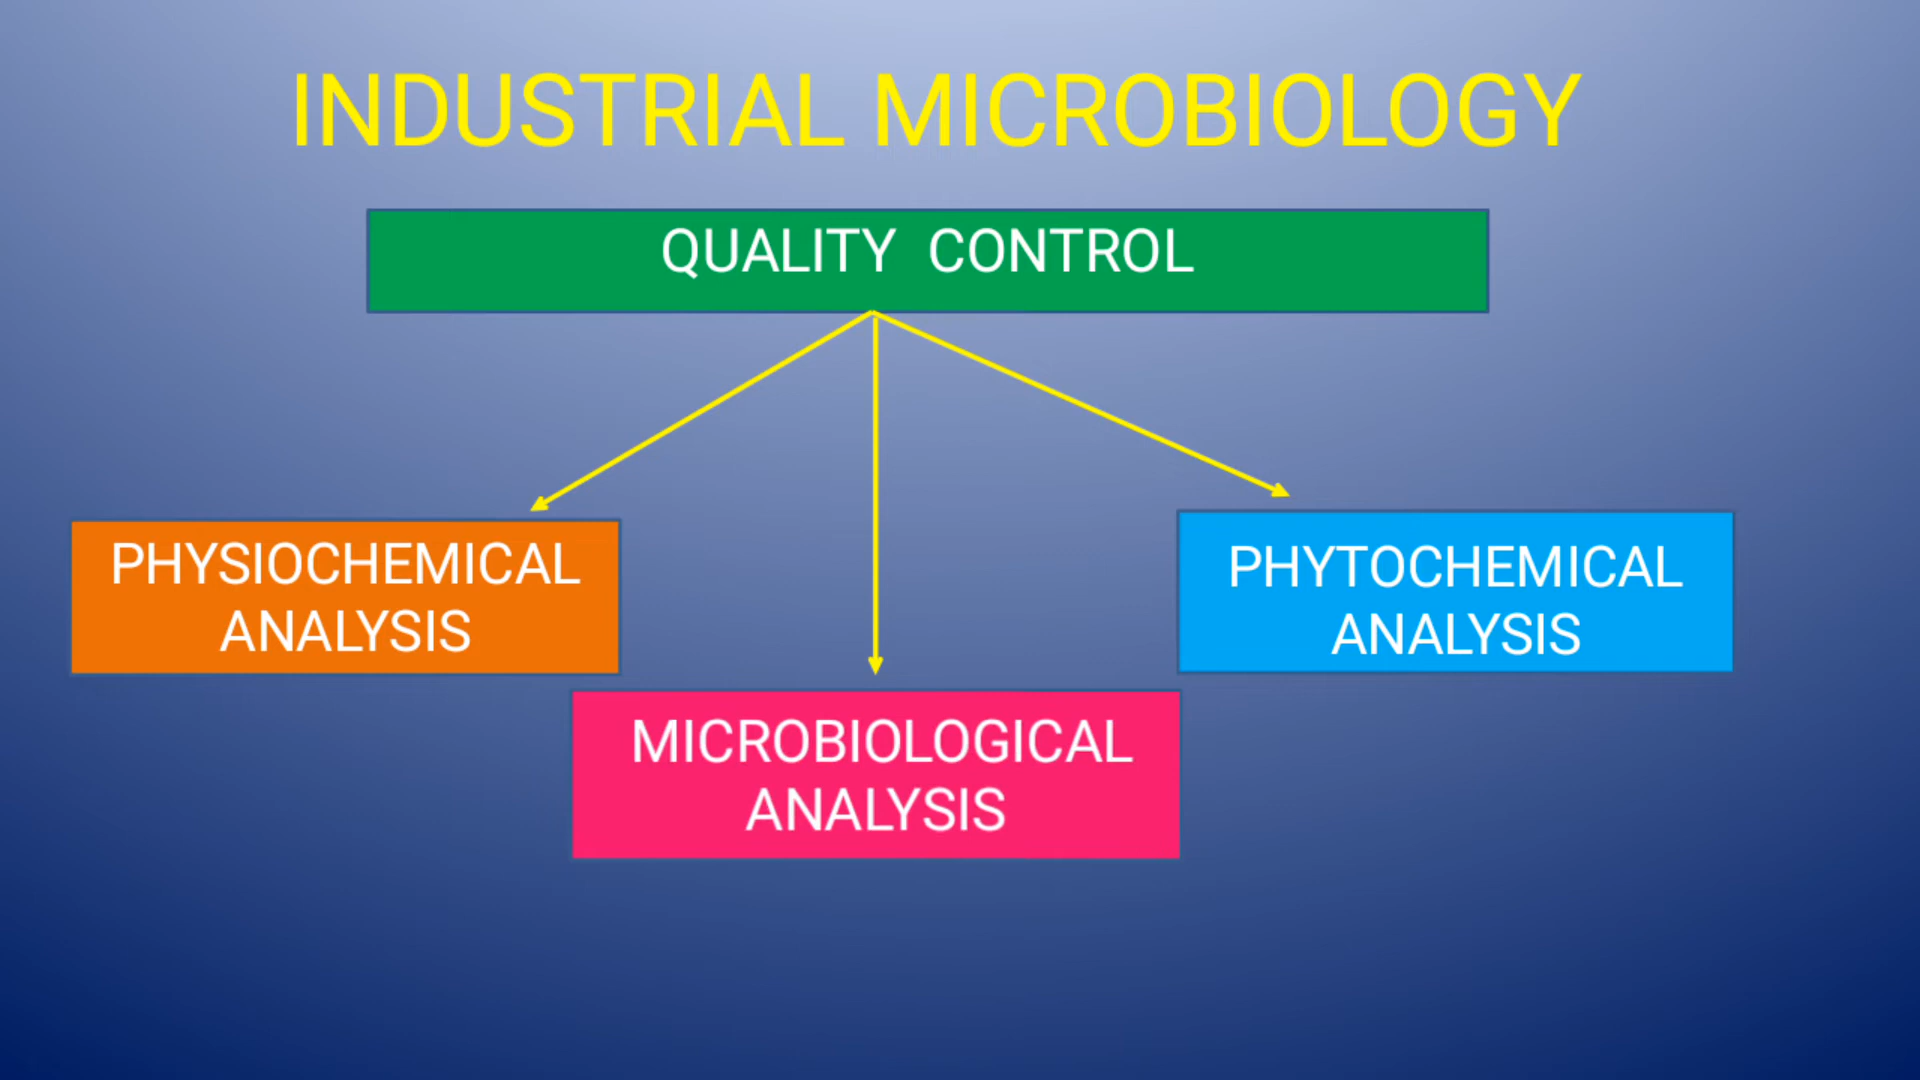 INDUSTRIAL MICROBIOLOGY
QUALITY CONTROL
PHYSIOCHEMICAL
ANALYSIS
MICROBIOLOGICAL
ANALYSIS
PHYTOCHEMICAL
ANALYSIS